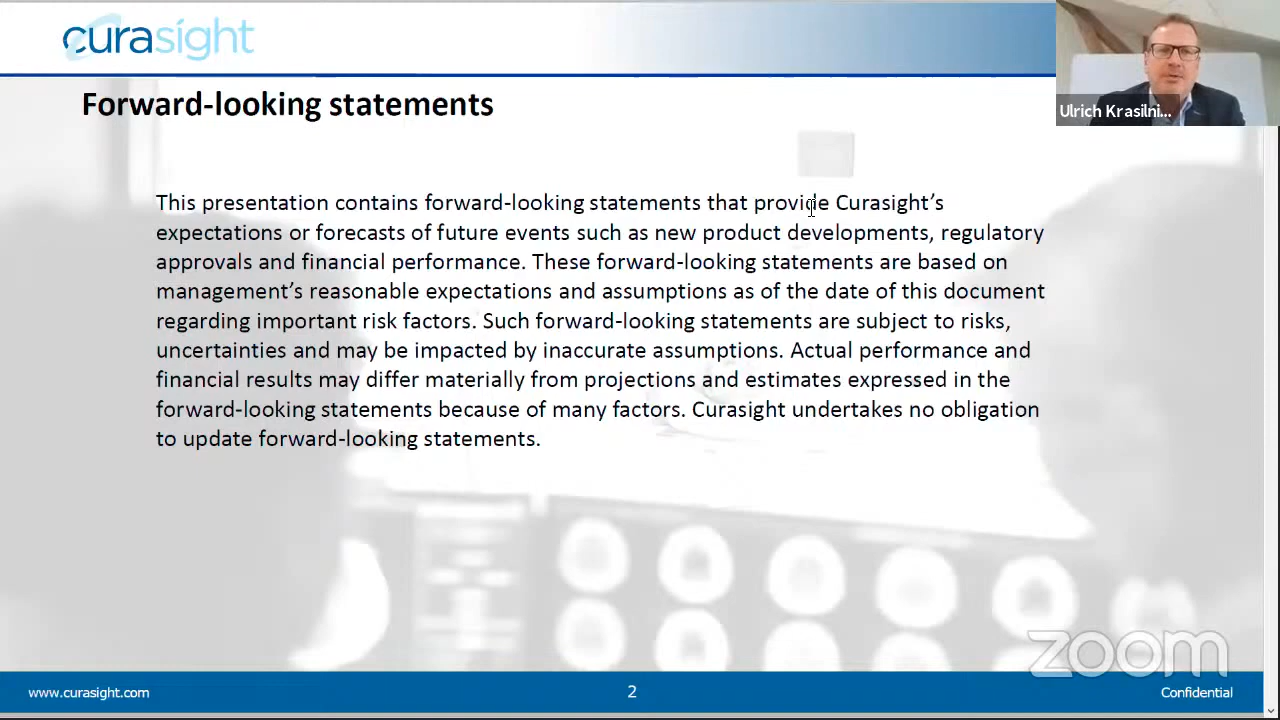 curasight
Ulrich Krasilni...
Forward-looking statements
This presentation contains forward-looking statements that provide Curasight’s
expectations or forecasts of future events such as new product developments, regulatory
approvals and financial performance. These forward-looking statements are based on
management’s reasonable expectations and assumptions as of the date of this document
regarding important risk factors. Such forward-looking statements are subject to risks,
uncertainties and may be impacted by inaccurate assumptions. Actual performance and
financial results may differ materially from projections and estimates expressed in the
forward-looking statements because of many factors. Curasight undertakes no obligation
to update forward-looking statements.
zoom
www.curasight.com
2
Confidential